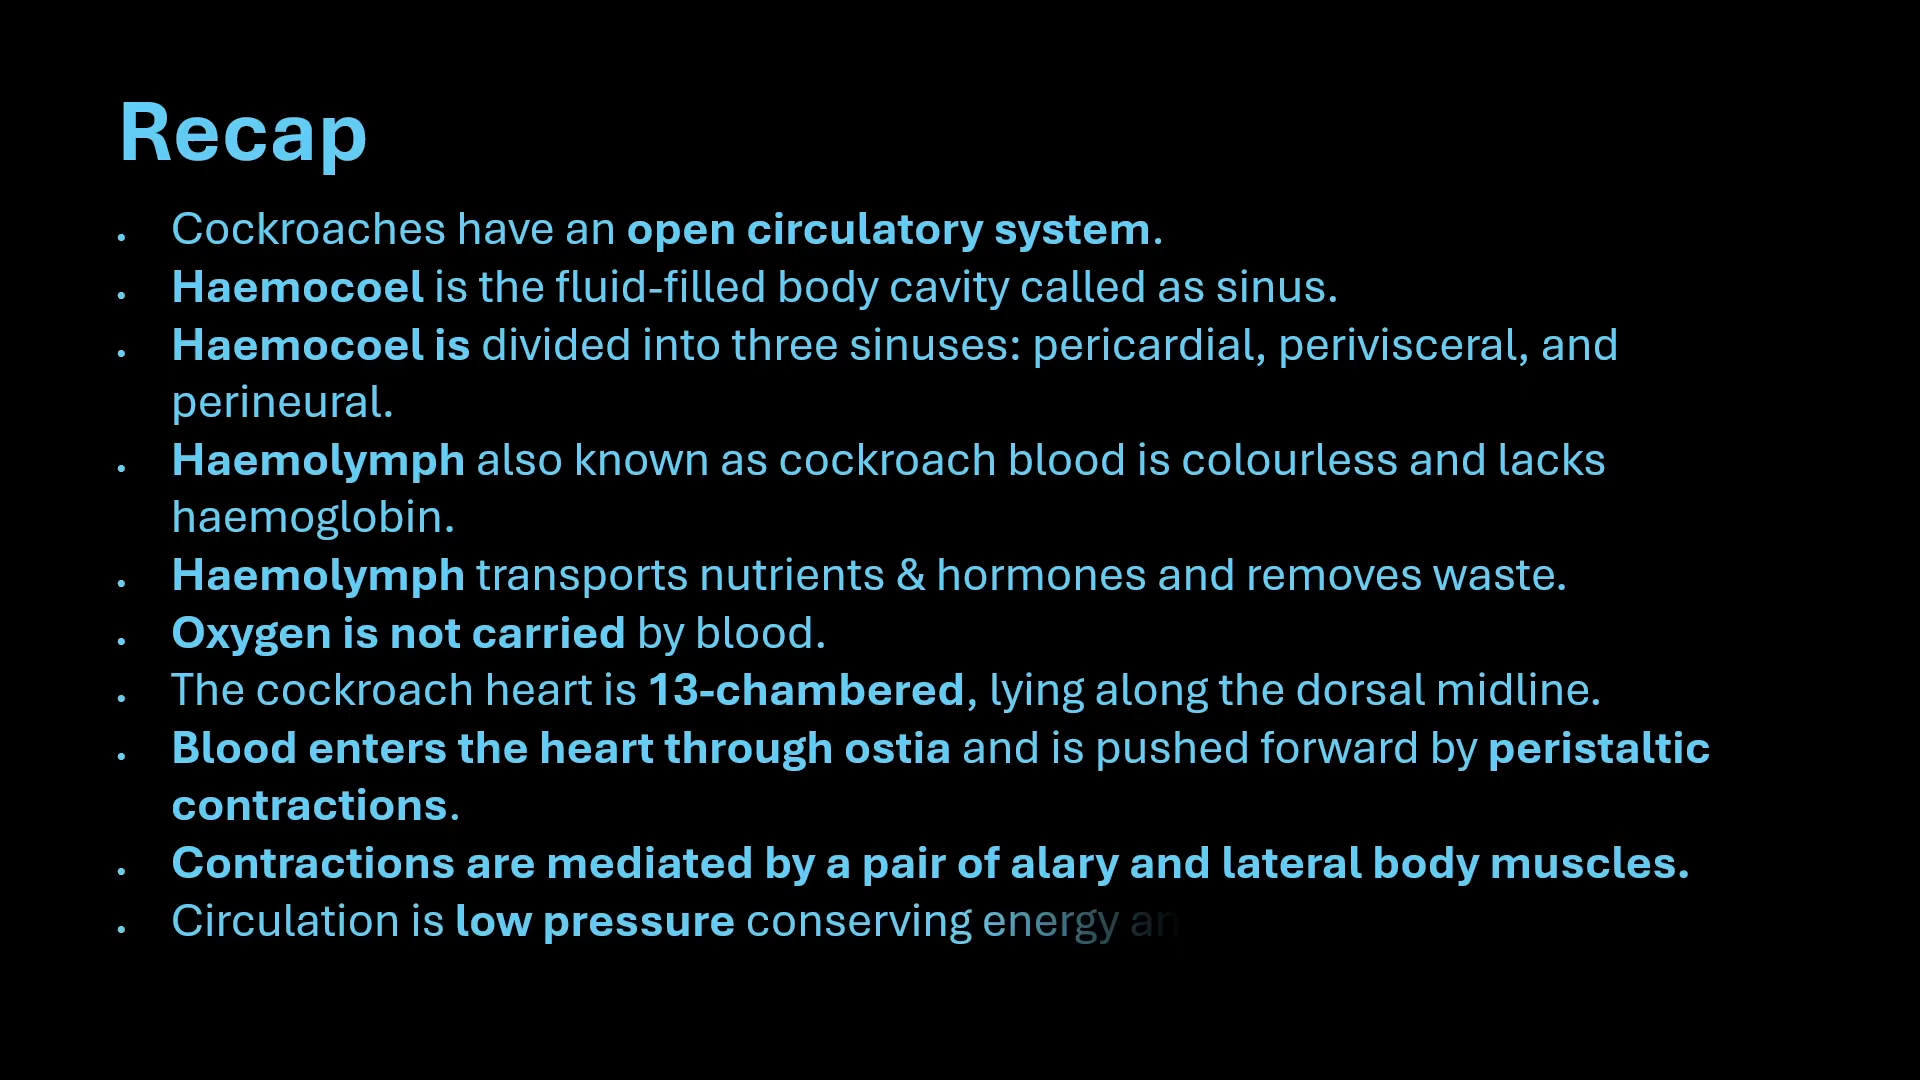 Recap
• Cockroaches have an open circulatory system.
• Haemocoel is the fluid-filled body cavity called as sinus.
• Haemocoel is divided into three sinuses: pericardial, perivisceral, and
perineural.
• Haemolymph also known as cockroach blood is colourless and lacks
haemoglobin.
• Haemolymph transports nutrients & hormones and removes waste.
• Oxygen is not carried by blood.
• The cockroach heart is 13-chambered, lying along the dorsal midline.
• Blood enters the heart through ostia and is pushed forward by peristaltic
contractions.
• Contractions are mediated by a pair of alary and lateral body muscles.
• Circulation is low pressure conserving energy